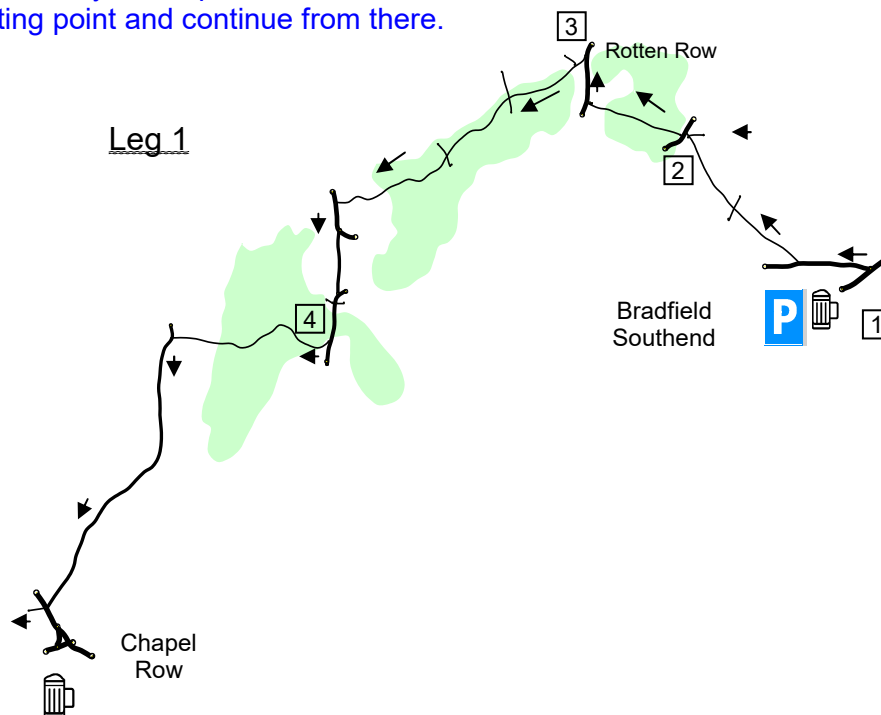 ting point and continue from there.
3
Rotten Row
Leg 1
2
Bradfield
Southend
P
1
4
Chapel
Row